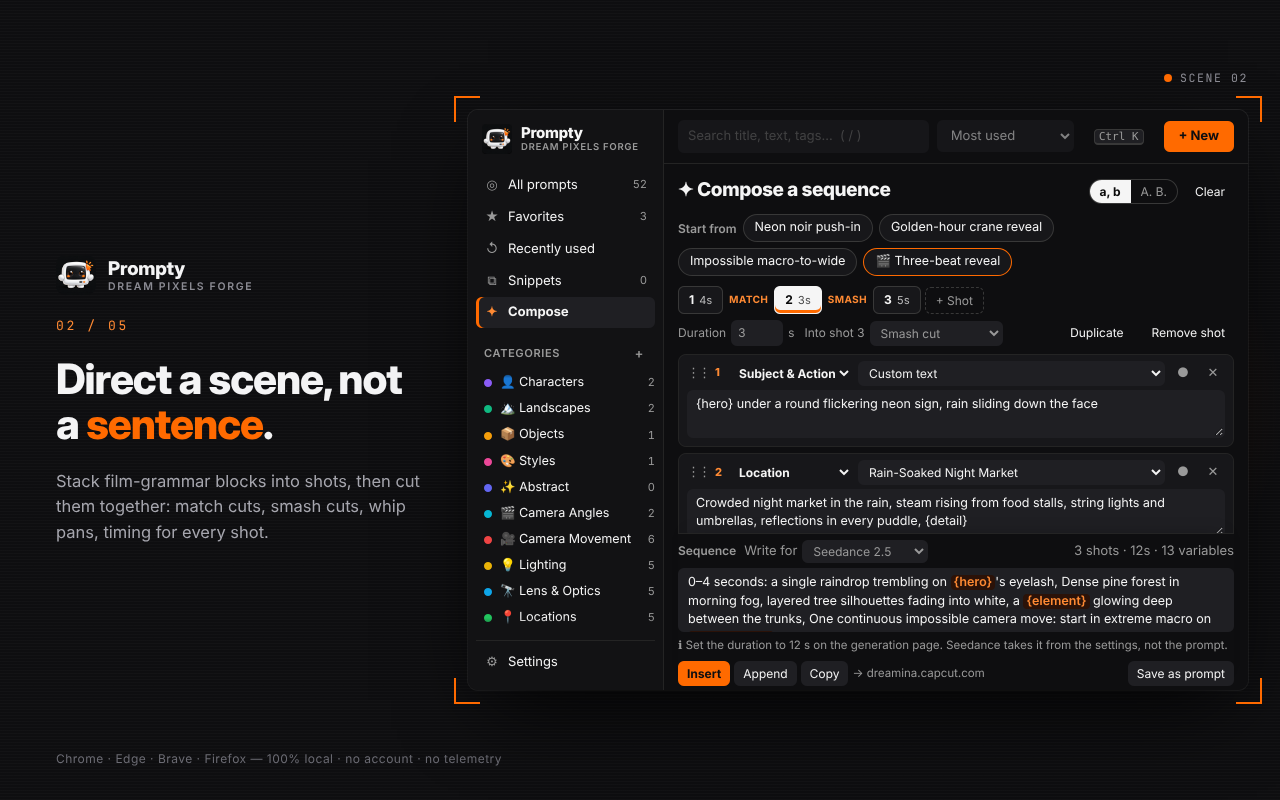 SCENE 02
Prompty
DREAM PIXELS FORGE
02 / 05
Direct a scene, not
a sentence.
Stack film-grammar blocks into shots, then cut
them together: match cuts, smash cuts, whip
pans, timing for every shot.
Prompty
DREAM PIXELS FORGE
All prompts 52
Favorites 3
Recently used
Snippets 0
Compose
CATEGORIES +
Characters 2
Landscapes 2
Objects 1
Styles 1
Abstract 0
Camera Angles 2
Camera Movement 6
Lighting 5
Lens & Optics 5
Locations 5
Settings
Search title, text, tags... ( / ) Most used Ctrl K + New
Compose a sequence a, b A. B. Clear
Start from Neon noir push-in Golden-hour crane reveal
Impossible macro-to-wide 🎬 Three-beat reveal
1 4s MATCH 2 3s SMASH 3 5s + Shot
Duration 3 s Into shot 3 Smash cut Duplicate Remove shot
1 Subject & Action Custom text
{hero} under a round flickering neon sign, rain sliding down the face
2 Location Rain-Soaked Night Market
Crowded night market in the rain, steam rising from food stalls, string lights and
umbrellas, reflections in every puddle, {detail}
Sequence Write for Seedance 2.5 3 shots · 12s · 13 variables
0–4 seconds: a single raindrop trembling on {hero} 's eyelash, Dense pine forest in
morning fog, layered tree silhouettes fading into white, a {element} glowing deep
between the trunks, One continuous impossible camera move: start in extreme macro on
ℹ Set the duration to 12 s on the generation page. Seedance takes it from the settings, not the prompt.
Insert Append Copy → dreamina.capcut.com Save as prompt
Chrome · Edge · Brave · Firefox — 100% local · no account · no telemetry